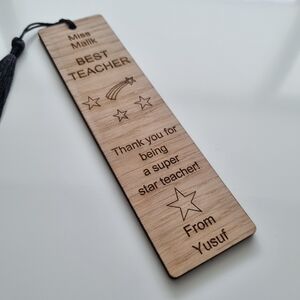 Miss
Malik
BEST
TEACHER
Thank you for
being
a super
star teacher!
From
Yusuf